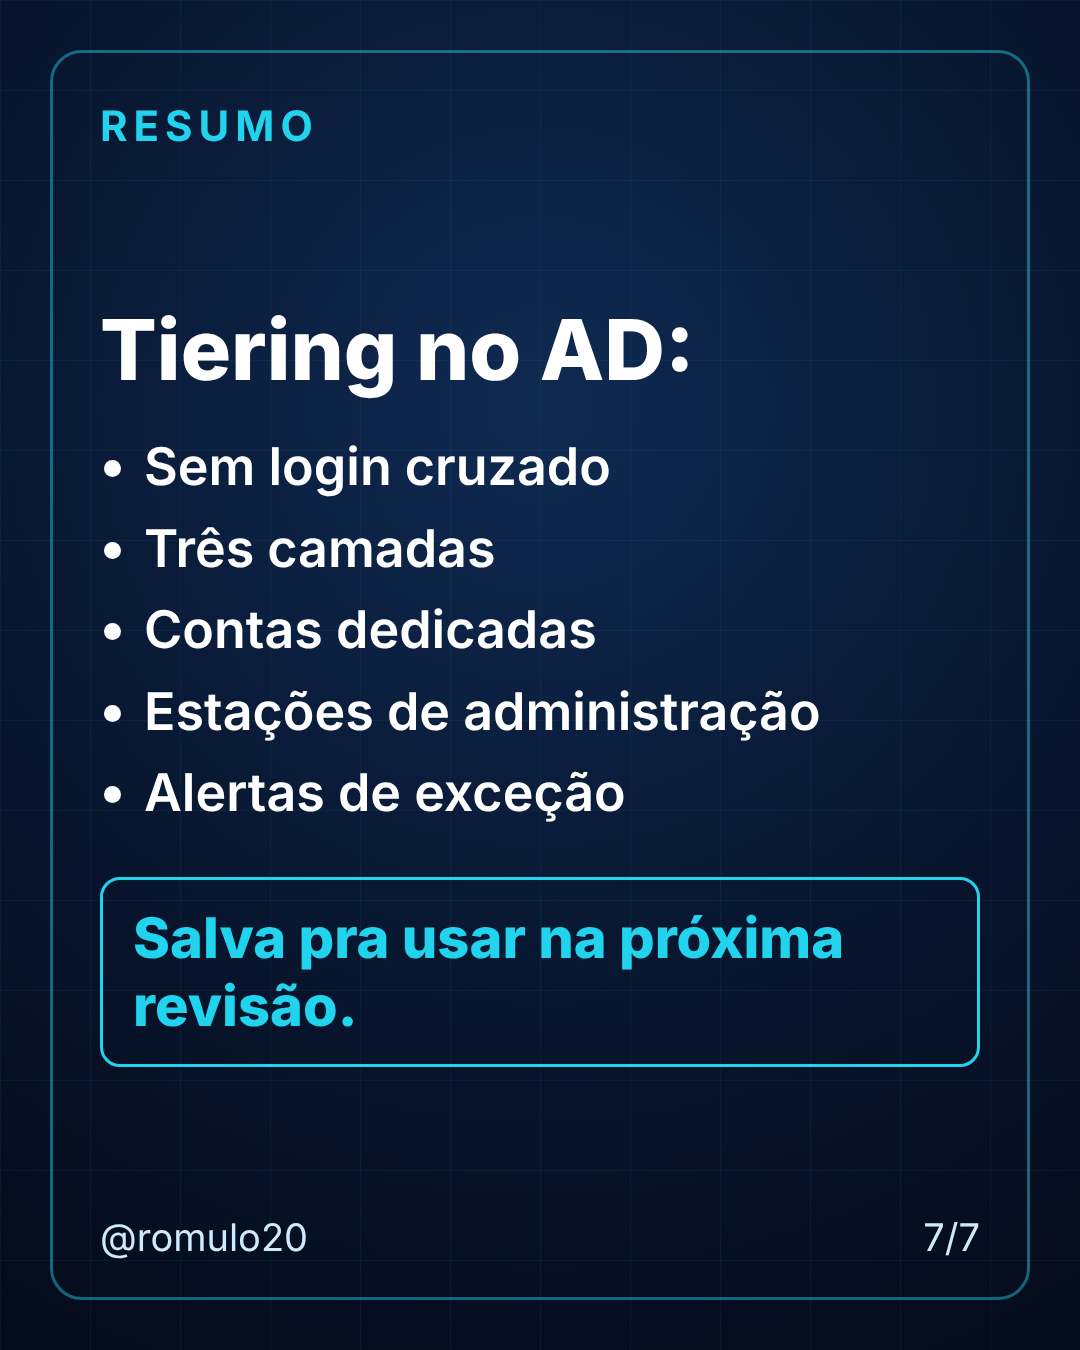 RESUMO
Tiering no AD:
• Sem login cruzado
• Três camadas
• Contas dedicadas
• Estações de administração
• Alertas de exceção
Salva pra usar na próxima
revisão.
@romulo20
7/7